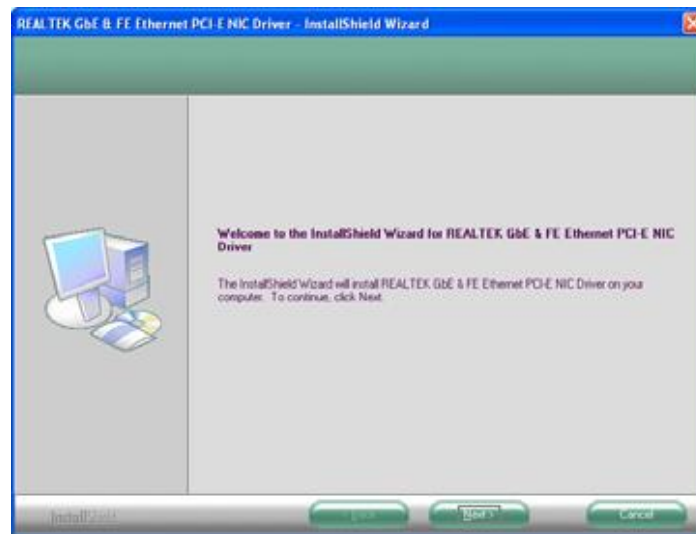 REALTEK GbE & FE Ethernet PCI-E NIC Driver - InstallShield Wizard
Welcome to the InstallShield Wizard for REALTEK GbE & FE Ethernet PCI-E NIC
Driver
The InstallShield Wizard will install REALTEK GbE & FE Ethernet PCI-E NIC Driver on your
computer. To continue, click Next.
InstallShield
Next >
Cancel